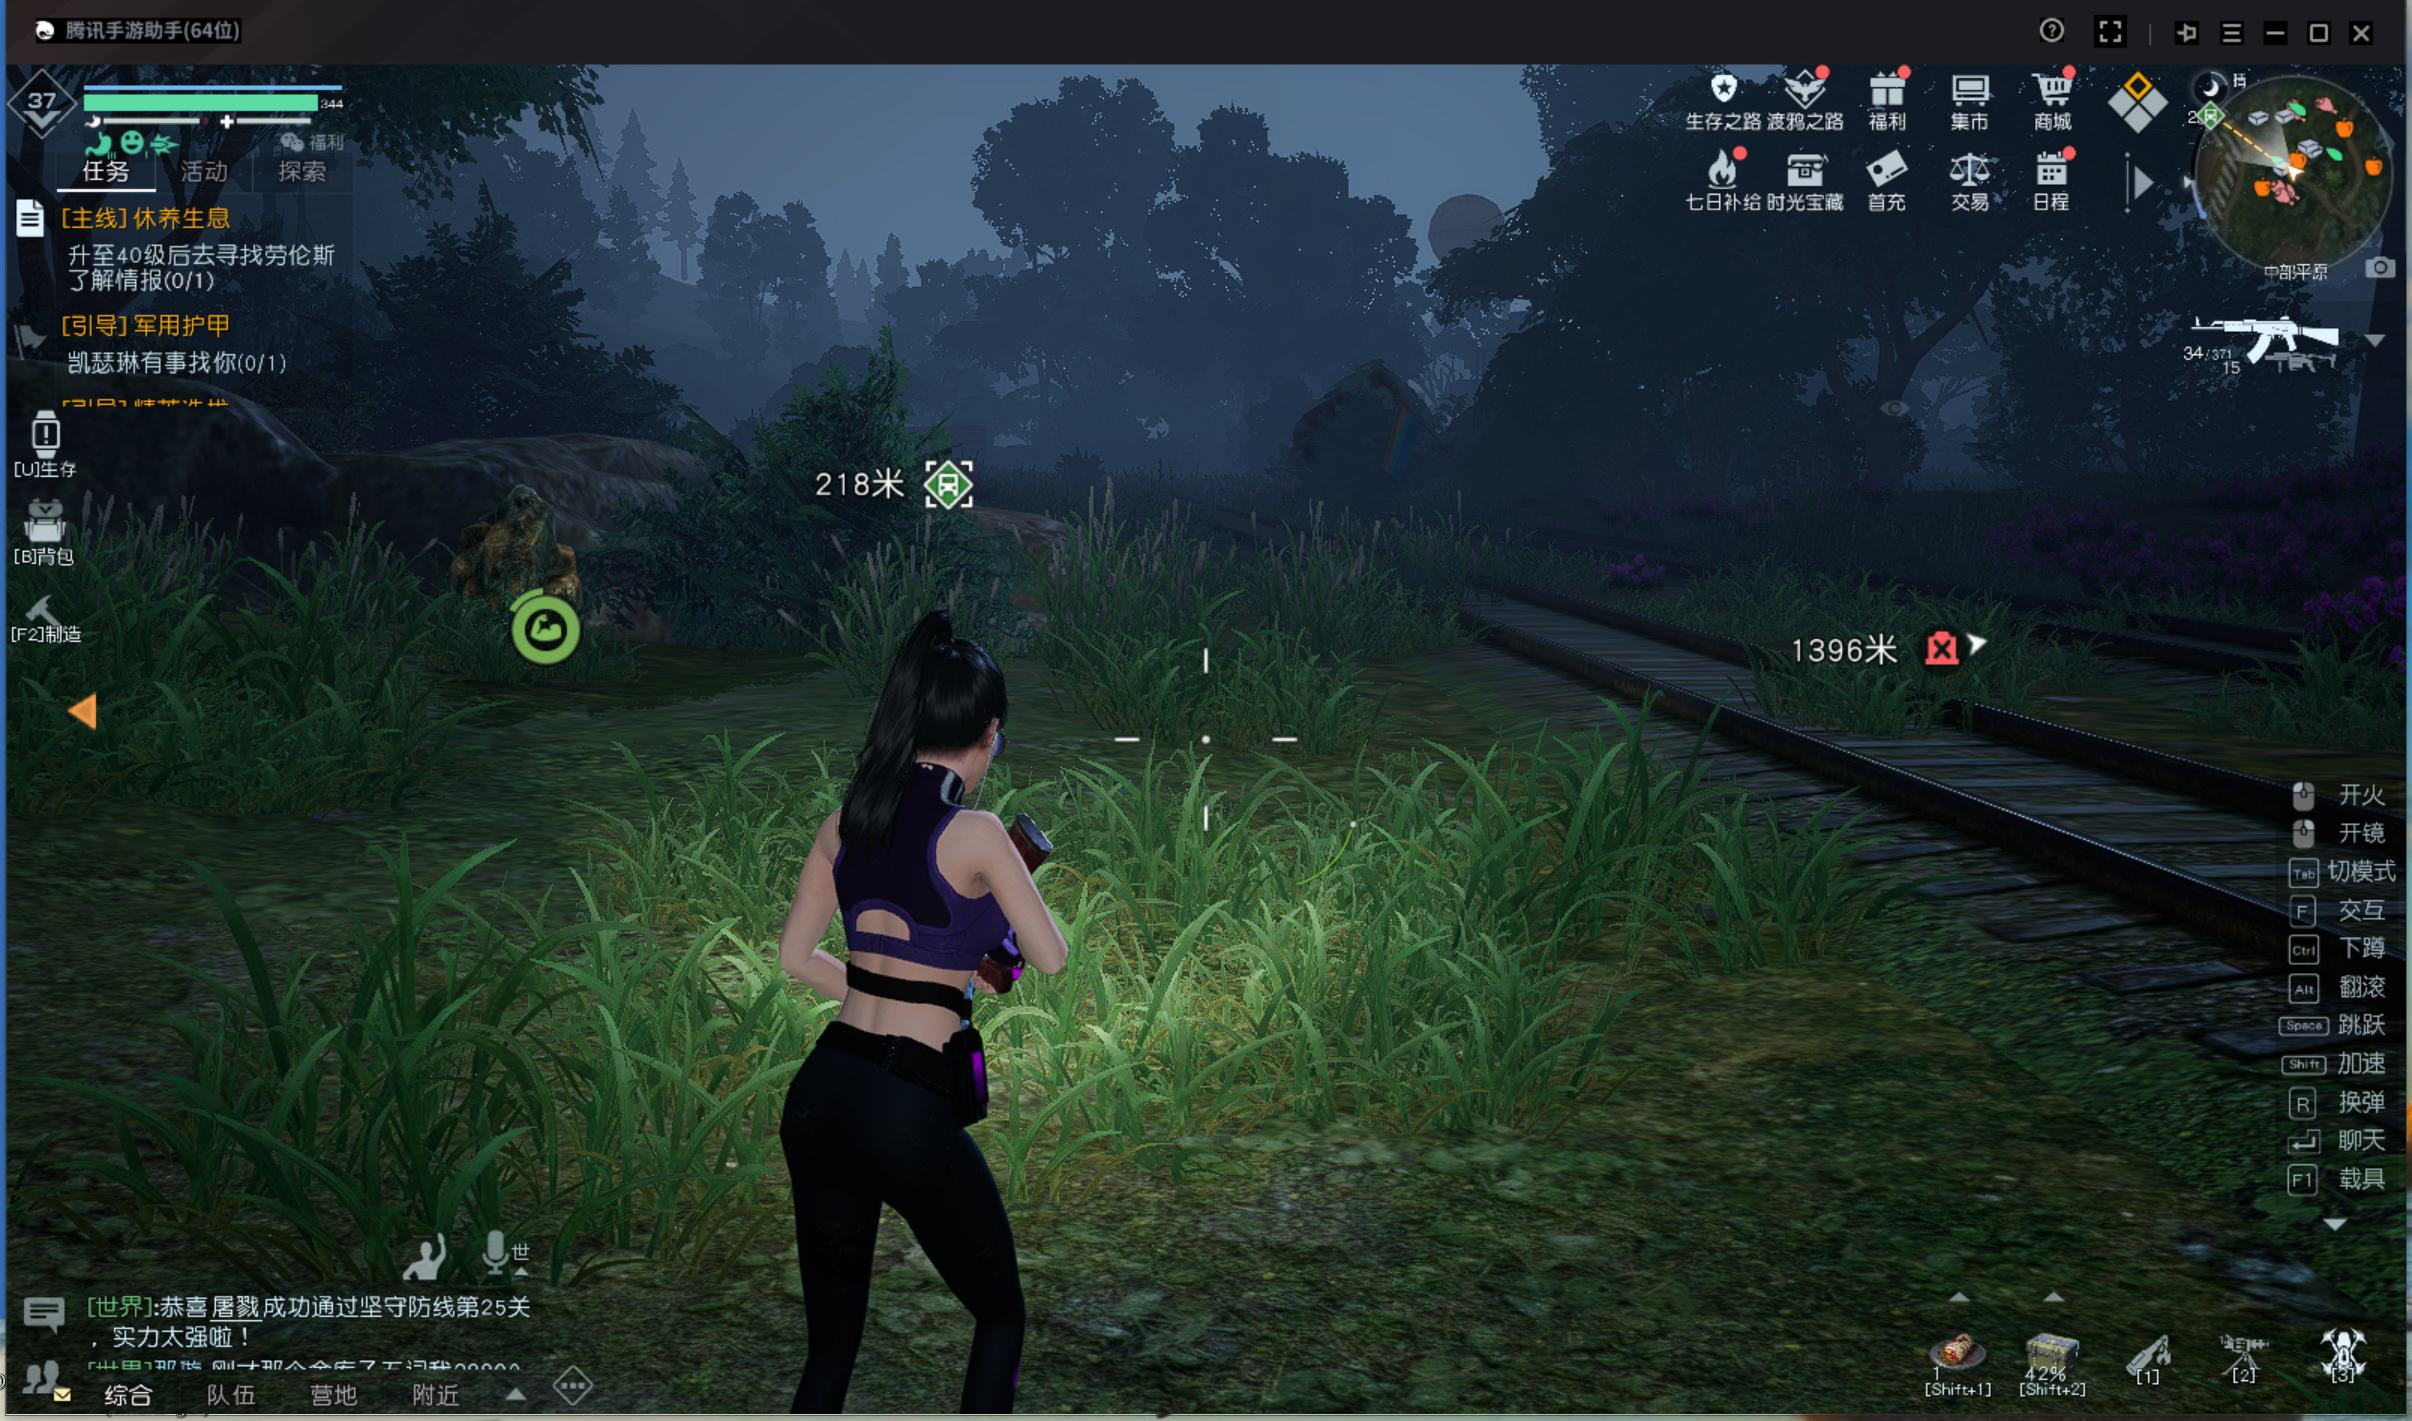 腾讯手游助手(64位)
37
344
福利
任务
活动
探索
[主线] 休养生息
升至40级后去寻找劳伦斯
了解情报(0/1)
[引导] 军用护甲
凯瑟琳有事找你(0/1)
[U]生存
[B]背包
[F2]制造
生存之路
渡鸦之路
福利
集市
商城
七日补给
时光宝藏
首充
交易
日程
晴
中部平原
34/371
15
218米
1396米
开火
开镜
Tab 切模式
F 交互
Ctrl 下蹲
Alt 翻滚
Space 跳跃
Shift 加速
R 换弹
聊天
F1 载具
世
[世界]:恭喜屠戮成功通过坚守防线第25关
，实力太强啦！
综合
队伍
营地
附近
1
[Shift+1]
42%
[Shift+2]
[1]
[2]
[3]